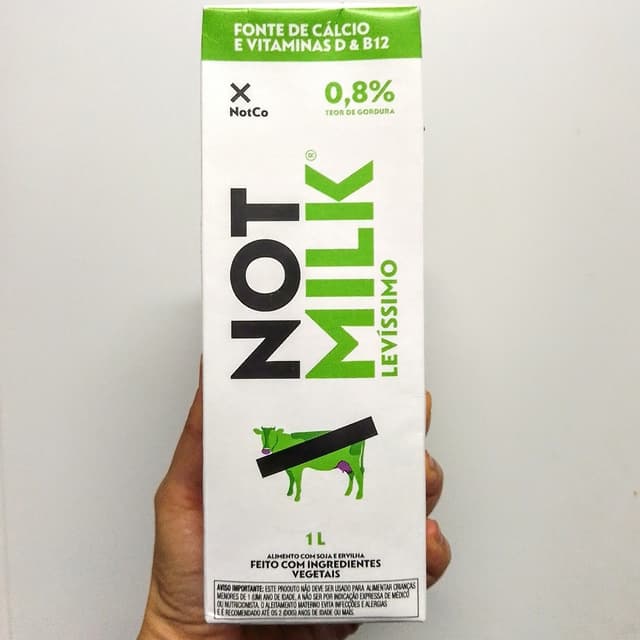 FONTE DE CÁLCIO
E VITAMINAS D & B12
NotCo
0,8%
TEOR DE GORDURA
NOT
MILK®
LEVÍSSIMO
1 L
ALIMENTO COM SOJA E ERVILHA
FEITO COM INGREDIENTES
VEGETAIS
AVISO IMPORTANTE: ESTE PRODUTO NÃO DEVE SER USADO PARA ALIMENTAR CRIANÇAS
MENORES DE 1 (UM) ANO DE IDADE, A NÃO SER POR INDICAÇÃO EXPRESSA DE MÉDICO
OU NUTRICIONISTA. O ALEITAMENTO MATERNO EVITA INFECÇÕES E ALERGIAS
E É RECOMENDADO ATÉ OS 2 (DOIS) ANOS DE IDADE OU MAIS.